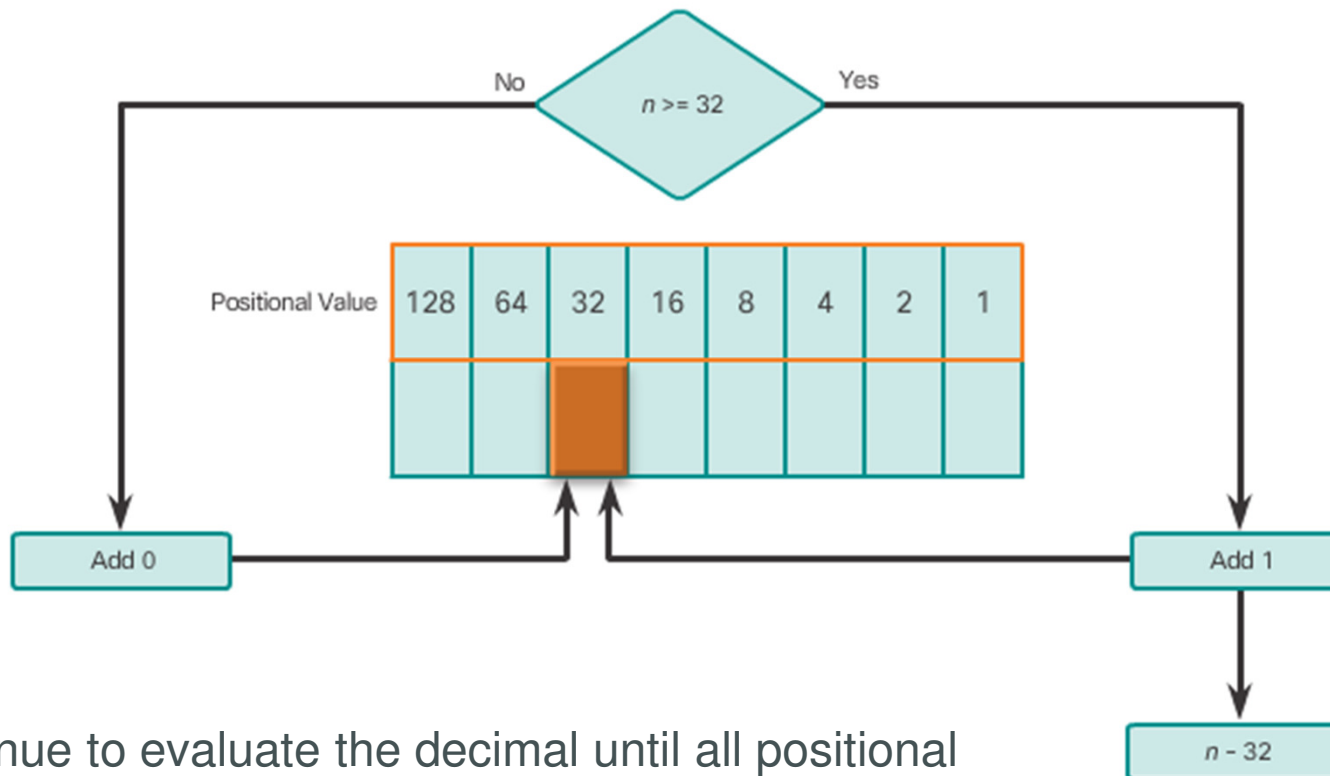 No
Yes
n >= 32
Positional Value 128 64 32 16 8 4 2 1
Add 0
Add 1
nue to evaluate the decimal until all positional
n - 32